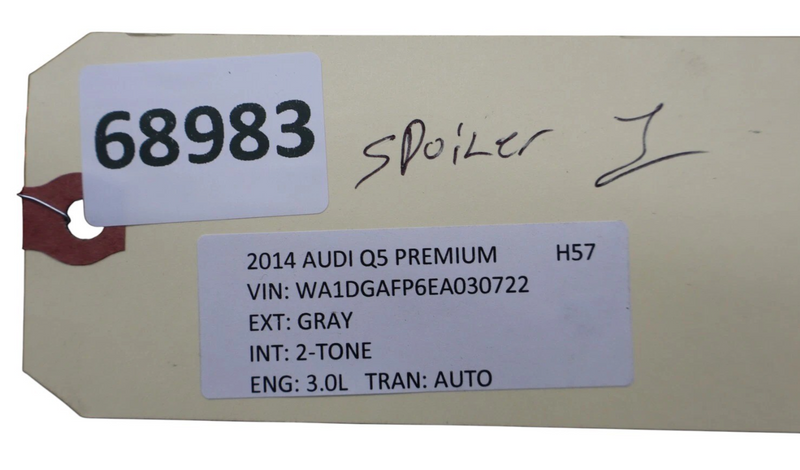 68983
SPoiLer 1
2014 AUDI Q5 PREMIUM H57
VIN: WA1DGAFP6EA030722
EXT: GRAY
INT: 2-TONE
ENG: 3.0L TRAN: AUTO